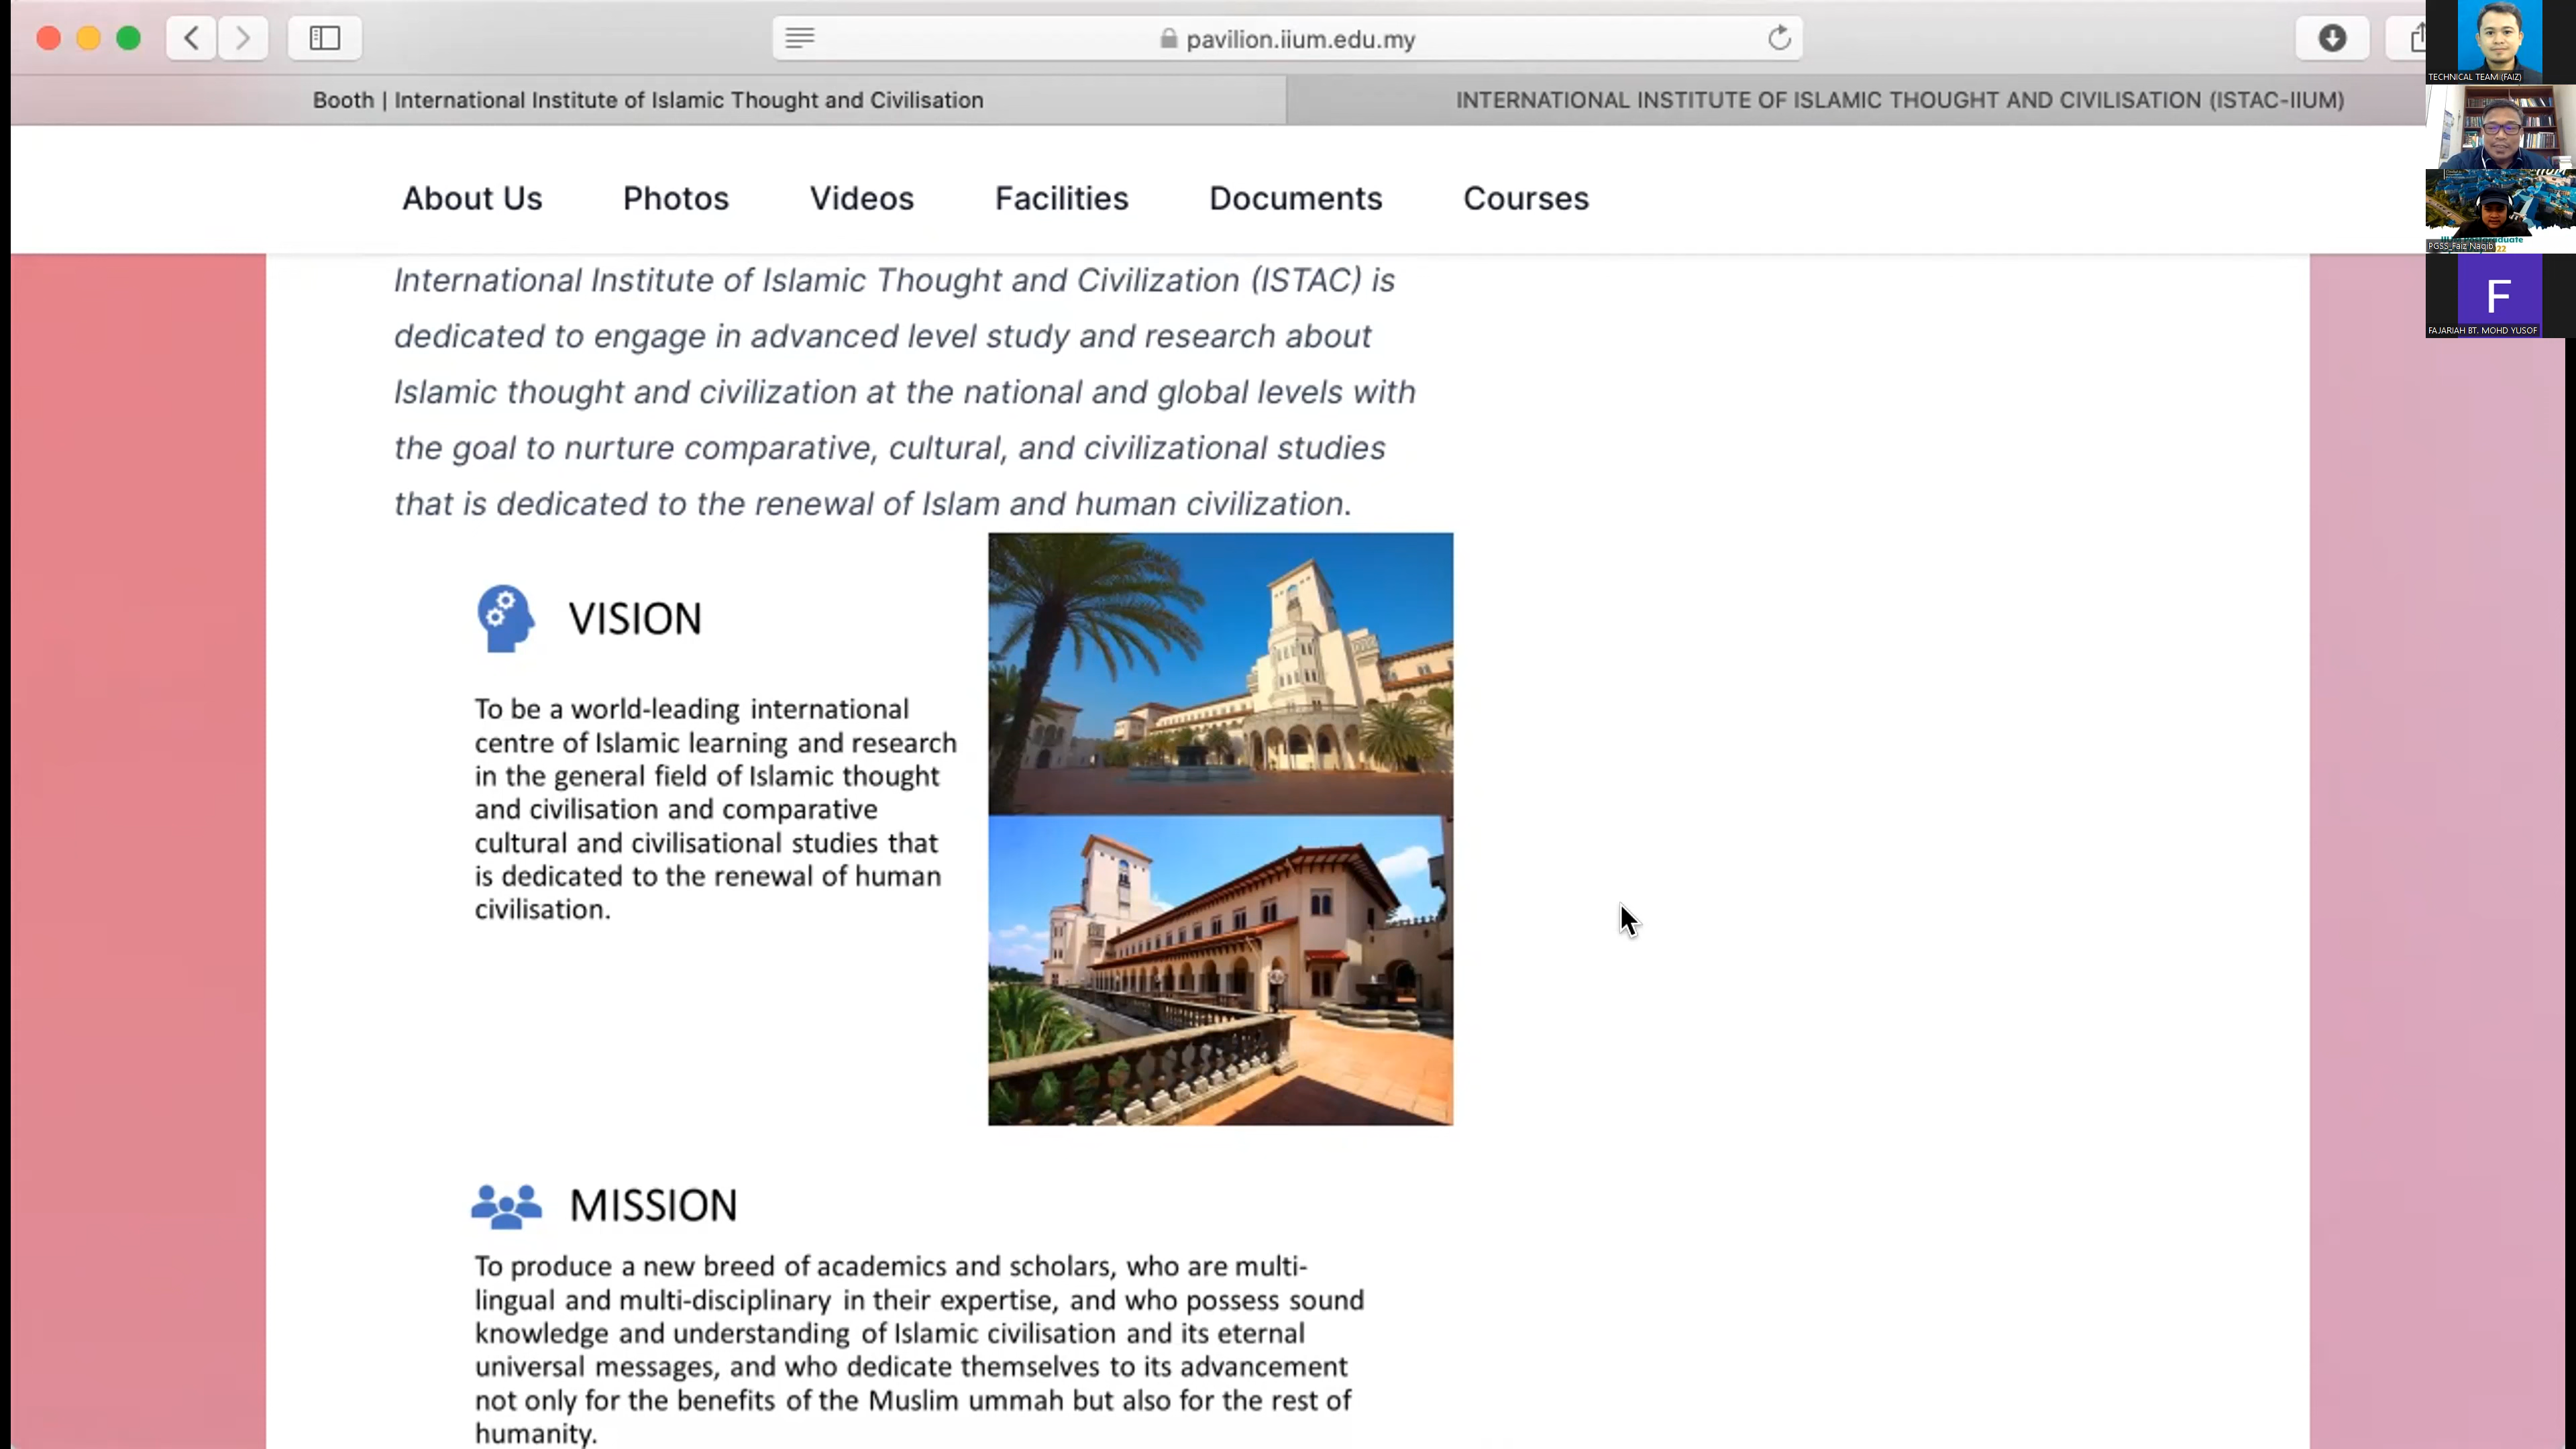 pavilion.iium.edu.my
Booth | International Institute of Islamic Thought and Civilisation
INTERNATIONAL INSTITUTE OF ISLAMIC THOUGHT AND CIVILISATION (ISTAC-IIUM)
About Us
Photos
Videos
Facilities
Documents
Courses
TECHNICAL TEAM (FAIZ)
PGSS_Faiz Naqib
F
FAJARIAH BT. MOHD YUSOF
International Institute of Islamic Thought and Civilization (ISTAC) is
dedicated to engage in advanced level study and research about
Islamic thought and civilization at the national and global levels with
the goal to nurture comparative, cultural, and civilizational studies
that is dedicated to the renewal of Islam and human civilization.
VISION
To be a world-leading international
centre of Islamic learning and research
in the general field of Islamic thought
and civilisation and comparative
cultural and civilisational studies that
is dedicated to the renewal of human
civilisation.
MISSION
To produce a new breed of academics and scholars, who are multi-
lingual and multi-disciplinary in their expertise, and who possess sound
knowledge and understanding of Islamic civilisation and its eternal
universal messages, and who dedicate themselves to its advancement
not only for the benefits of the Muslim ummah but also for the rest of
humanity.